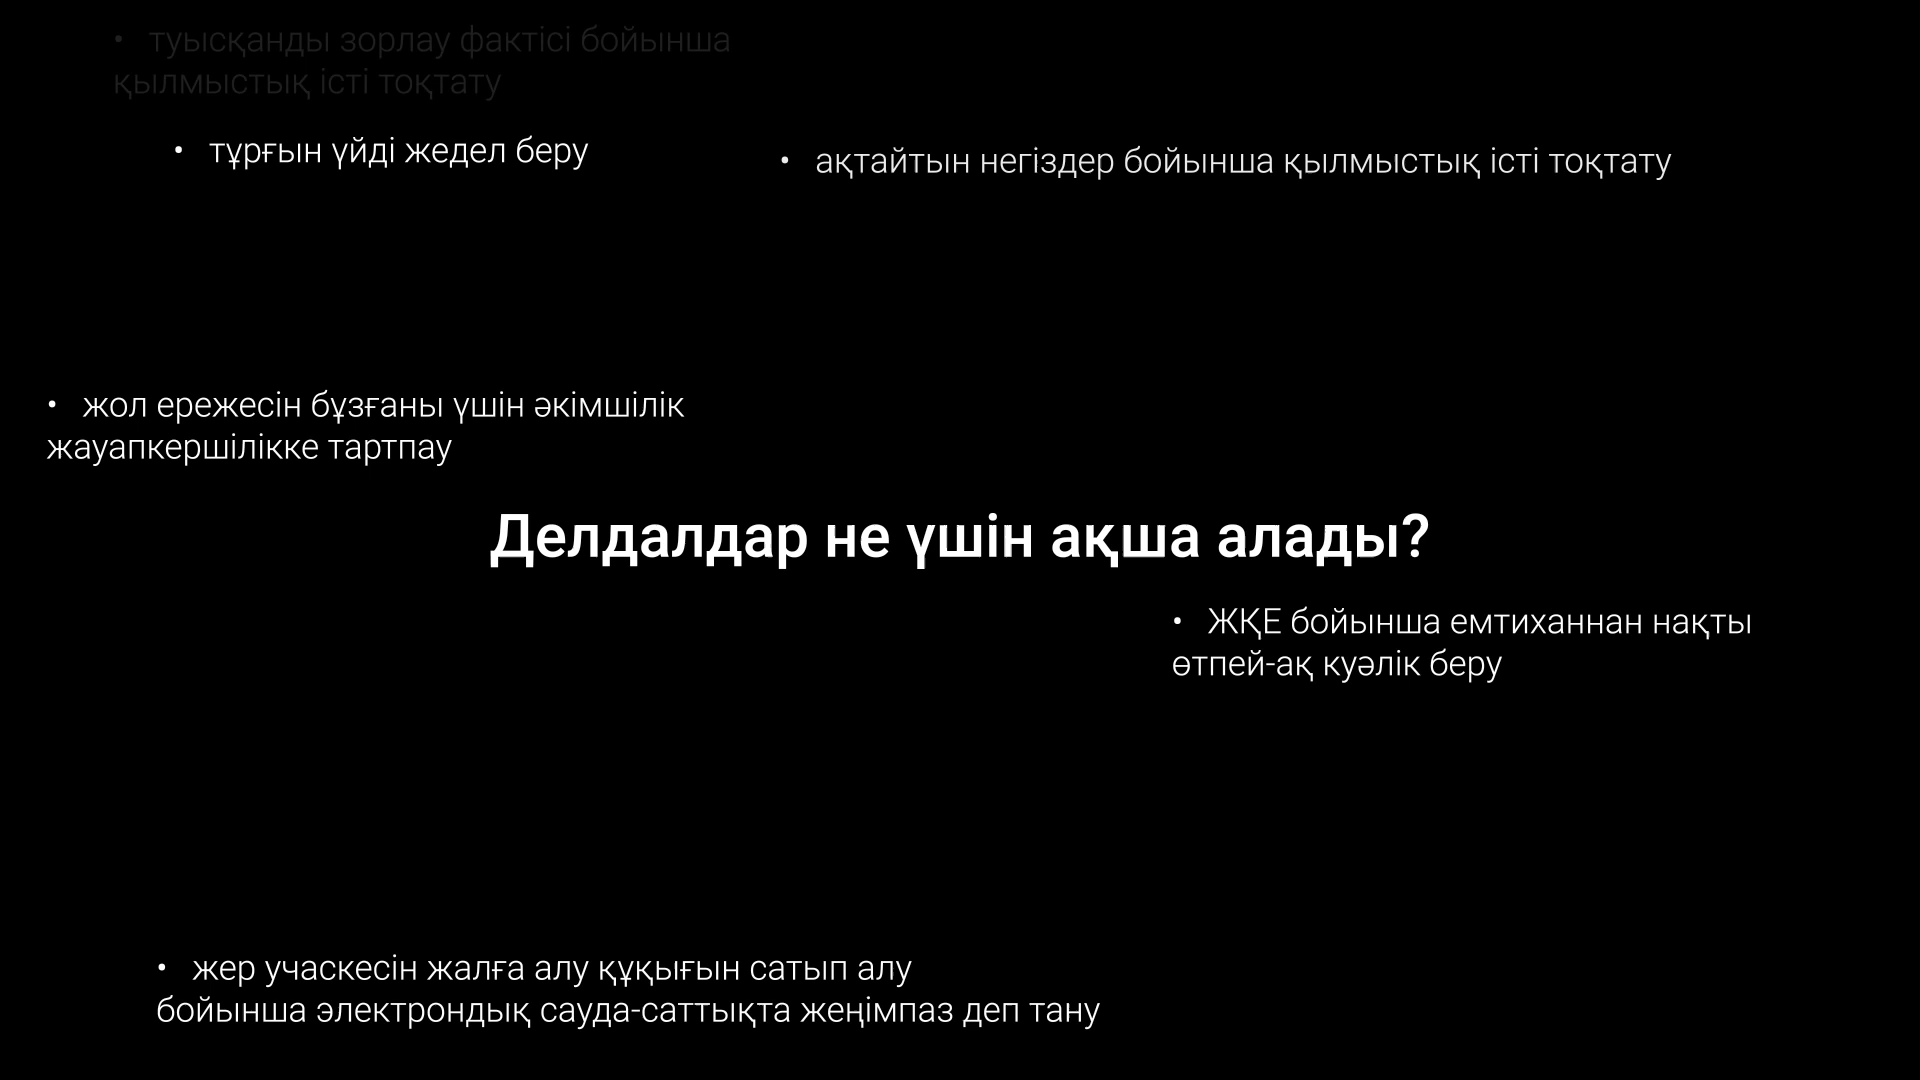 • туысқанды зорлау фактісі бойынша
қылмыстық істі тоқтату
• тұрғын үйді жедел беру
• ақтайтын негіздер бойынша қылмыстық істі тоқтату
• жол ережесін бұзғаны үшін әкімшілік
жауапкершілікке тартпау
Делдалдар не үшін ақша алады?
• ЖҚЕ бойынша емтиханнан нақты
өтпей-ақ куәлік беру
• жер учаскесін жалға алу құқығын сатып алу
бойынша электрондық сауда-саттықта жеңімпаз деп тану